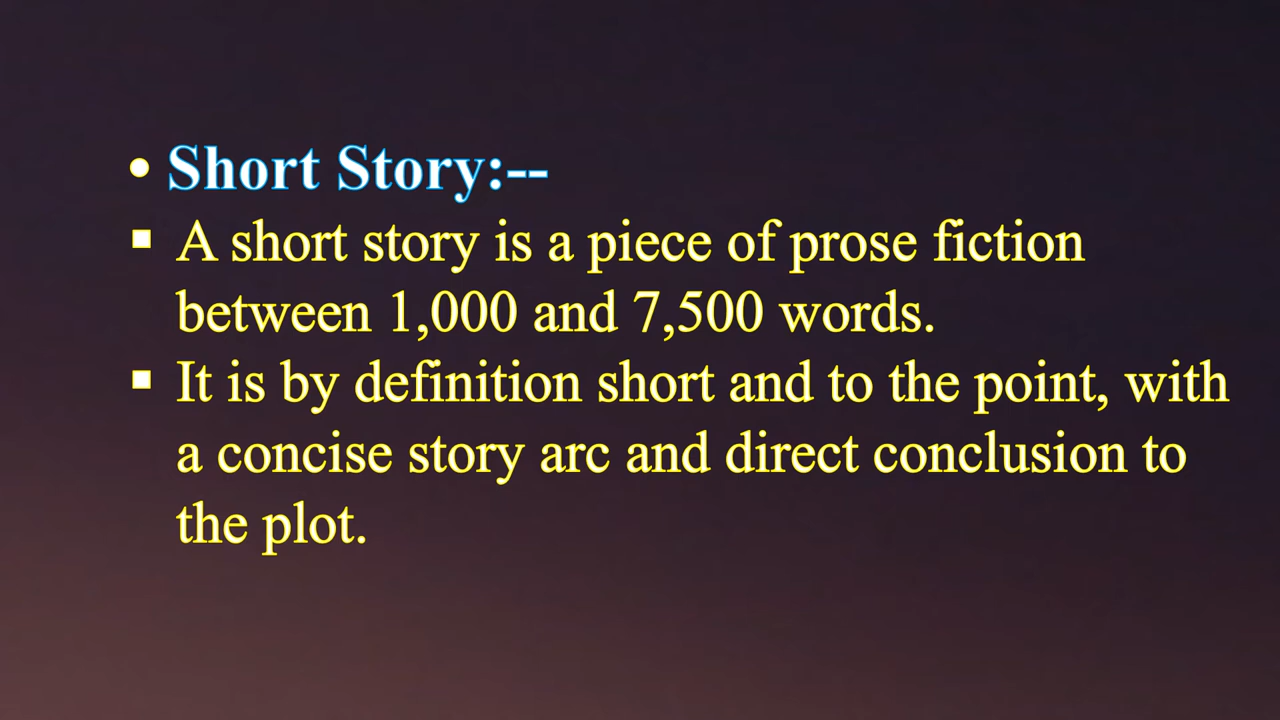 • Short Story:--
▪ A short story is a piece of prose fiction
between 1,000 and 7,500 words.
▪ It is by definition short and to the point, with
a concise story arc and direct conclusion to
the plot.